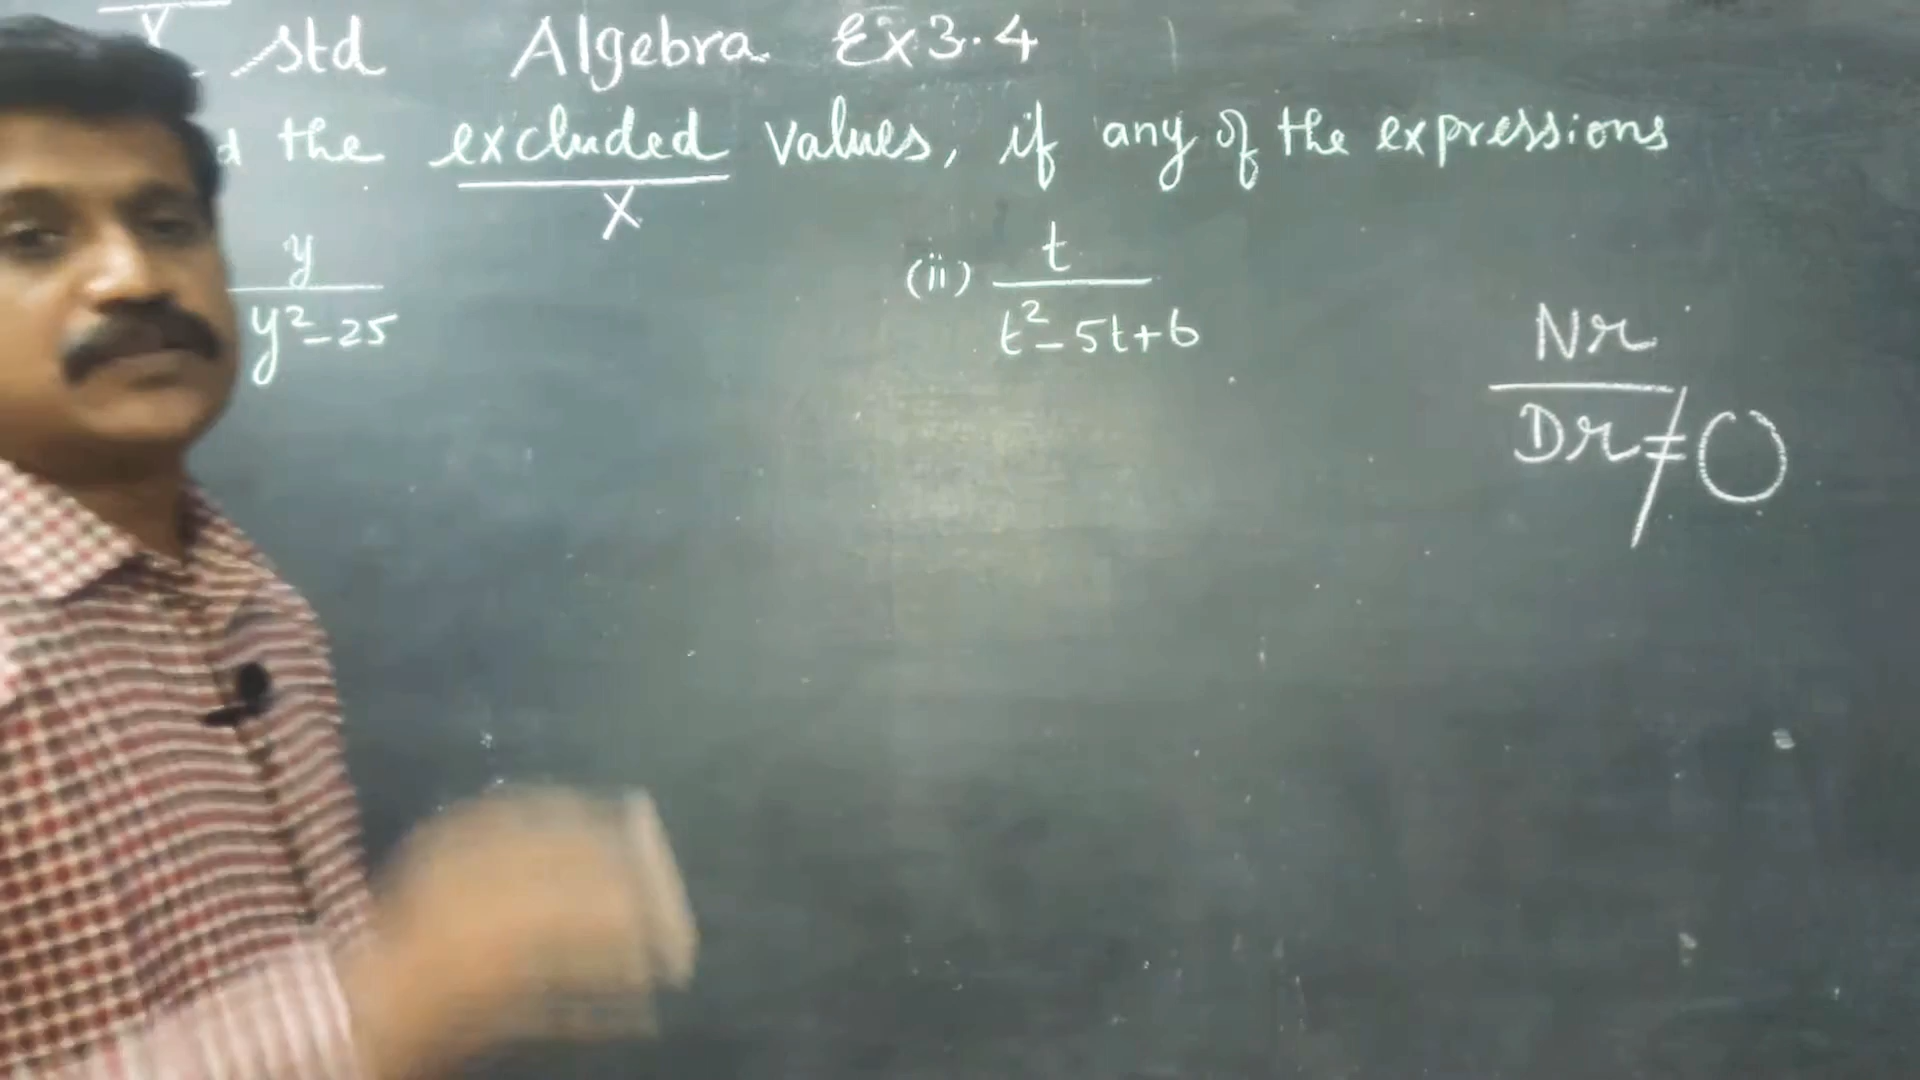 std Algebra Ex 3.4
the excluded values, if any of the expressions
X
y
y²-25
(ii) t
t²-5t+6
Nr
Dr≠0